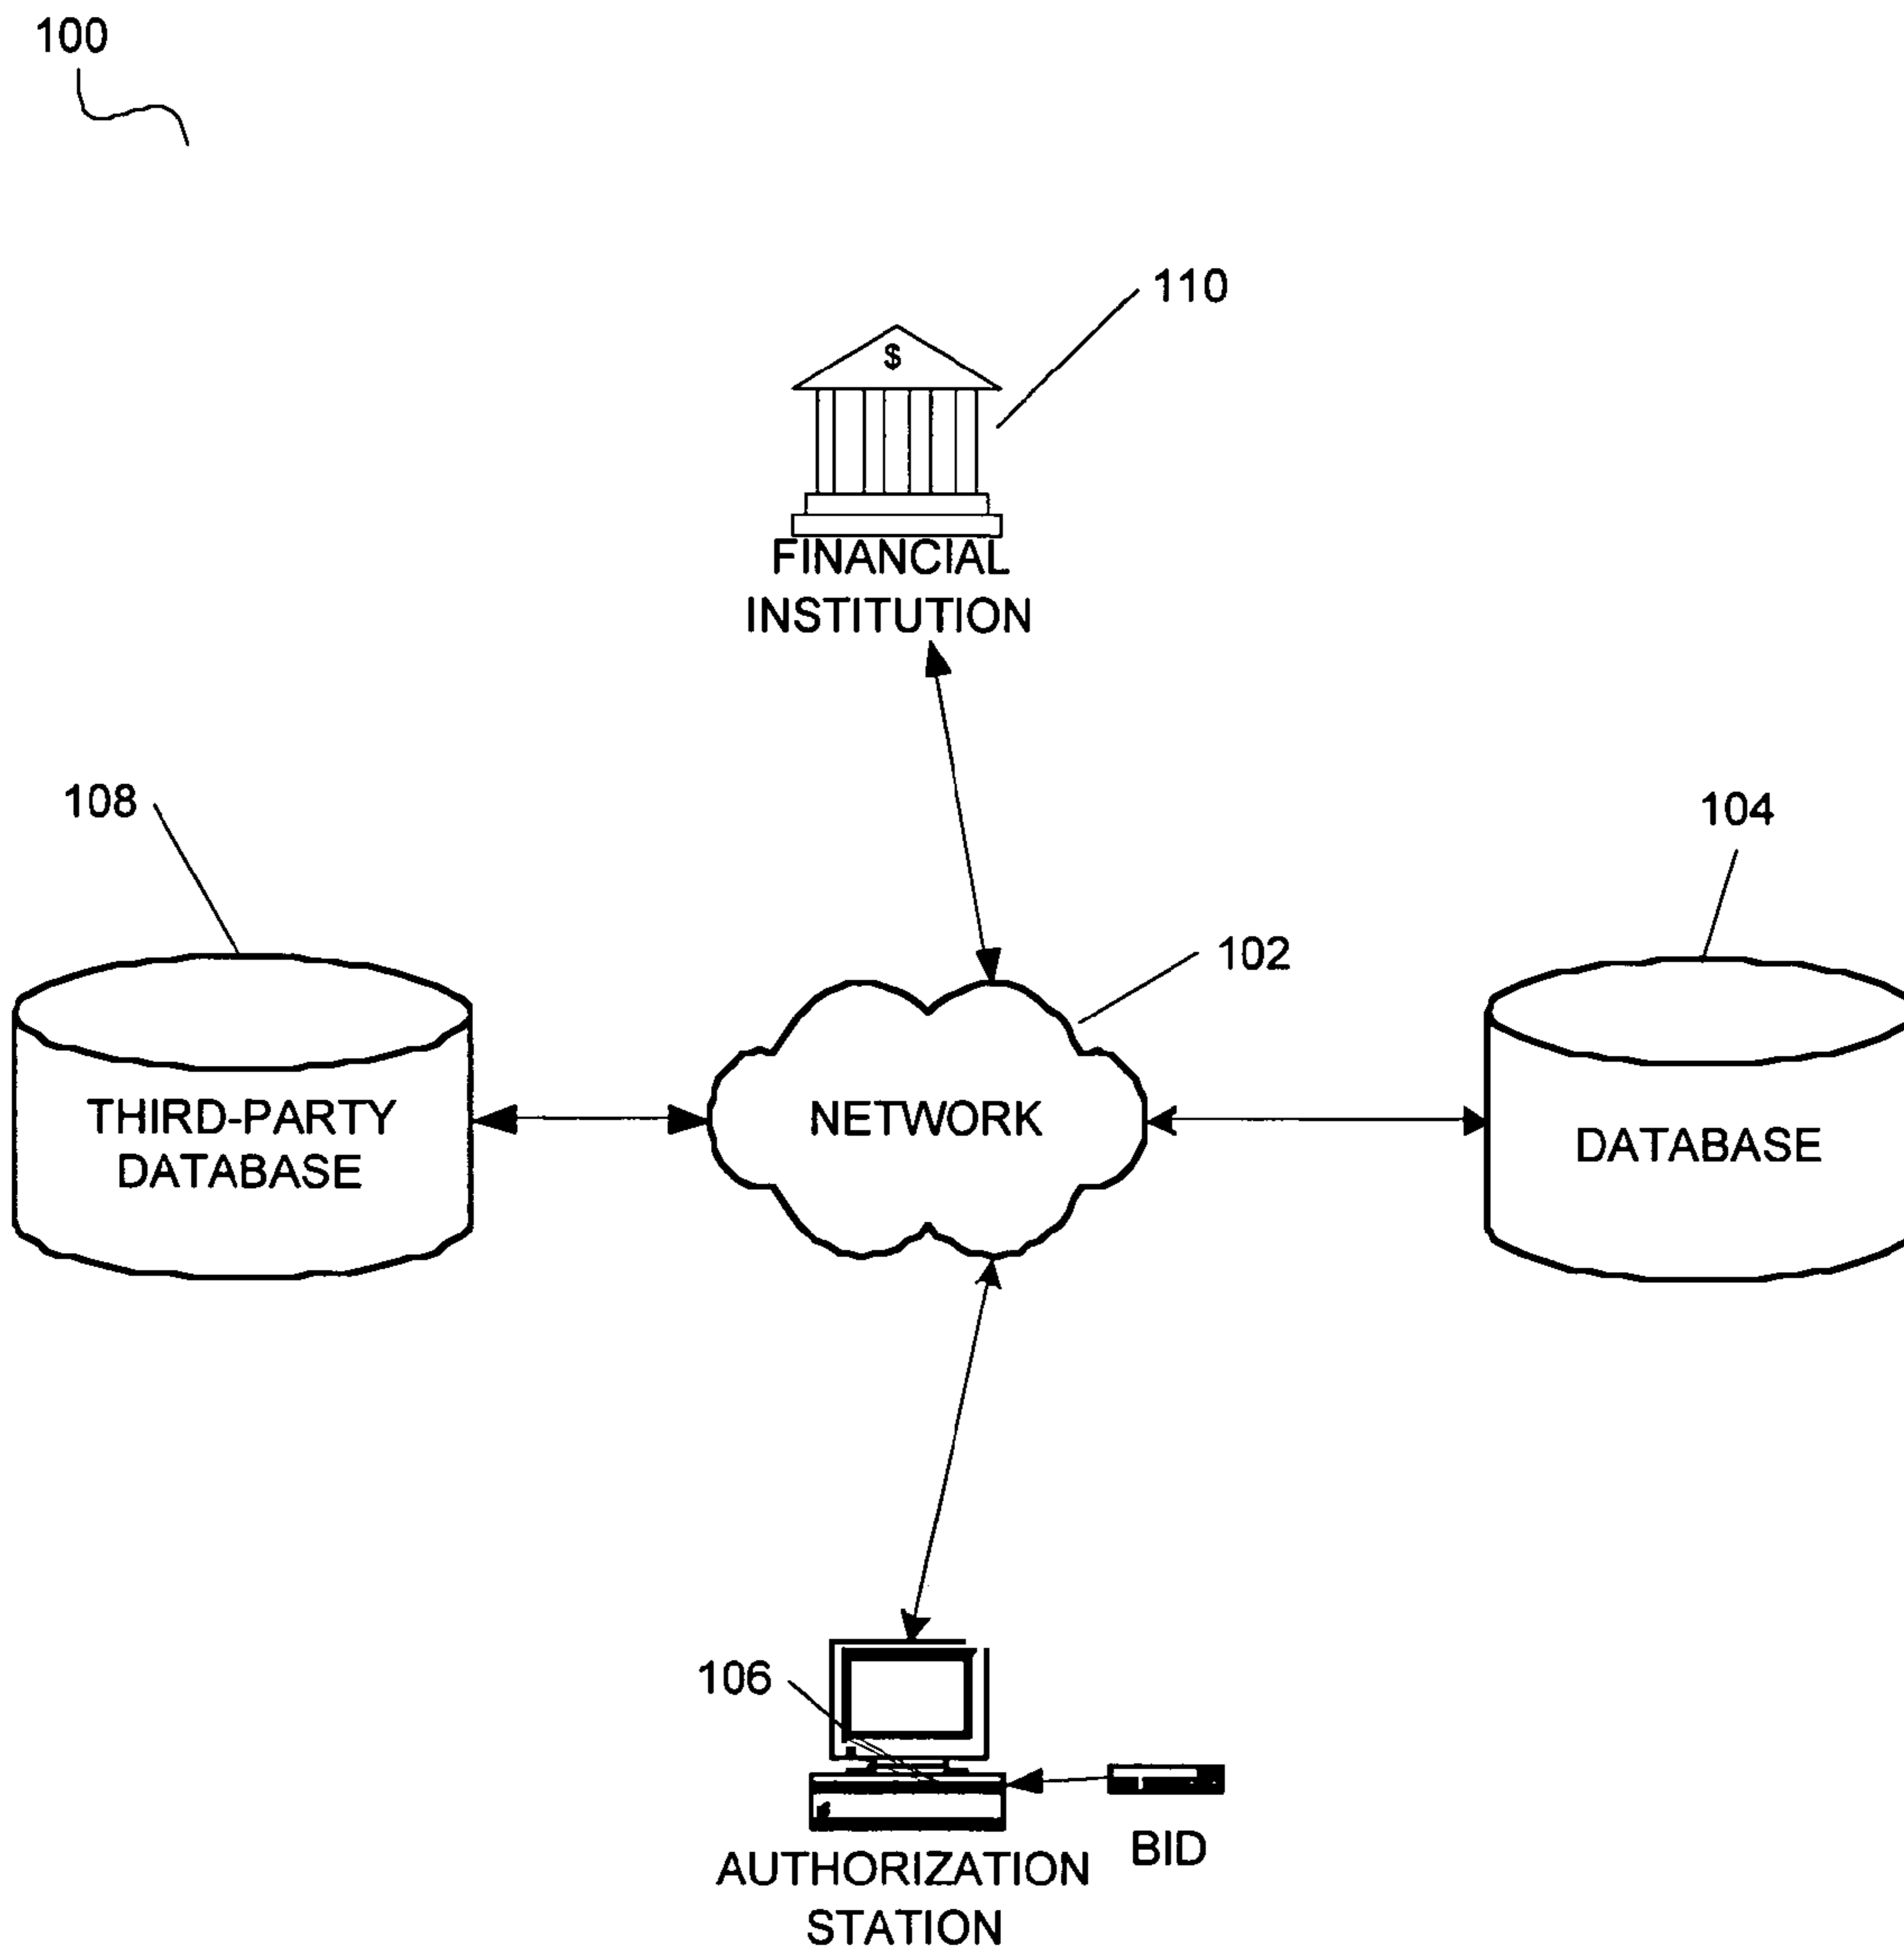 100
110
$
FINANCIAL
INSTITUTION
108
104
102
THIRD-PARTY
DATABASE
NETWORK
DATABASE
106
BID
AUTHORIZATION
STATION